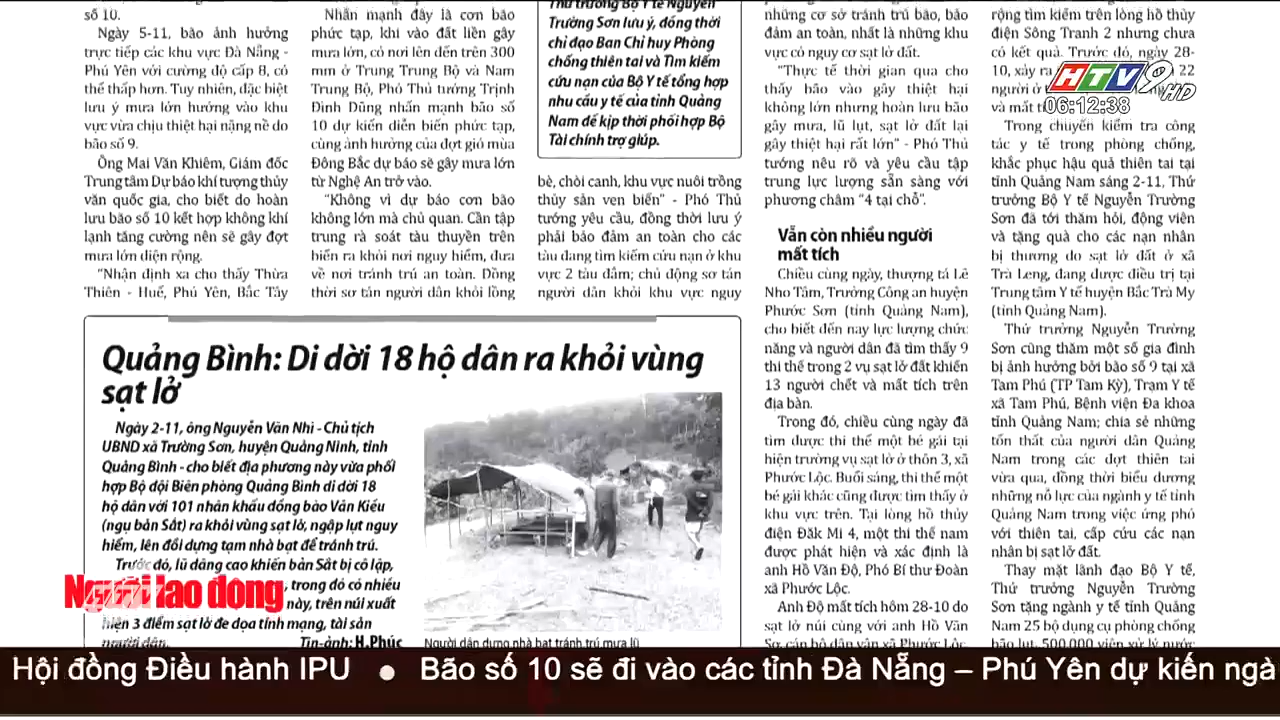 số 10.
Ngày 5-11, bão ảnh hưởng
trực tiếp các khu vực Đà Nẵng -
Phú Yên với cường độ cấp 8, có
thể thấp hơn. Tuy nhiên, đặc biệt
lưu ý mưa lớn hướng vào khu
vực vừa chịu thiệt hại nặng nề do
bão số 9.
Ông Mai Văn Khiêm, Giám đốc
Trung tâm Dự báo khí tượng thủy
văn quốc gia, cho biết do hoàn
lưu bão số 10 kết hợp không khí
lạnh tăng cường nên sẽ gây đợt
mưa lớn diện rộng.
"Nhận định xa cho thấy Thừa
Thiên - Huế, Phú Yên, Bắc Tây
Nhấn mạnh đây là cơn bão
phức tạp, khi vào đất liền gây
mưa lớn, có nơi lên đến trên 300
mm ở Trung Trung Bộ và Nam
Trung Bộ, Phó Thủ tướng Trịnh
Đình Dũng nhấn mạnh bão số
10 dự kiến diễn biến phức tạp,
cùng ảnh hưởng của đợt gió mùa
Đông Bắc dự báo sẽ gây mưa lớn
từ Nghệ An trở vào.
"Không vì dự báo cơn bão
không lớn mà chủ quan. Cần tập
trung rà soát tàu thuyền trên
biển ra khỏi nơi nguy hiểm, đưa
về nơi tránh trú an toàn. Đồng
thời sơ tán người dân khỏi lồng
Thứ trưởng Bộ Y tế Nguyễn
Trường Sơn lưu ý, đồng thời
chỉ đạo Ban Chỉ huy Phòng
chống thiên tai và Tìm kiếm
cứu nạn của Bộ Y tế tổng hợp
nhu cầu y tế của tỉnh Quảng
Nam để kịp thời phối hợp Bộ
Tài chính trợ giúp.
bè, chòi canh, khu vực nuôi trồng
thủy sản ven biển" - Phó Thủ
tướng yêu cầu, đồng thời lưu ý
phải bảo đảm an toàn cho các
tàu đang tìm kiếm cứu nạn ở khu
vực 2 tàu đắm; chủ động sơ tán
người dân khỏi khu vực nguy
những cơ sở tránh trú bão, bảo
đảm an toàn, nhất là những khu
vực có nguy cơ sạt lở đất.
"Thực tế thời gian qua cho
thấy bão vào gây thiệt hại
không lớn nhưng hoàn lưu bão
gây mưa, lũ lụt, sạt lở đất lại
gây thiệt hại rất lớn" - Phó Thủ
tướng nêu rõ và yêu cầu tập
trung lực lượng sẵn sàng với
phương châm "4 tại chỗ".
Vẫn còn nhiều người
mất tích
Chiều cùng ngày, thượng tá Lê
Nho Tâm, Trưởng Công an huyện
Phước Sơn (tỉnh Quảng Nam),
cho biết đến nay lực lượng chức
năng và người dân đã tìm thấy 9
thi thể trong 2 vụ sạt lở đất khiến
13 người chết và mất tích trên
địa bàn.
Trong đó, chiều cùng ngày đã
tìm được thi thể một bé gái tại
hiện trường vụ sạt lở ở thôn 3, xã
Phước Lộc. Buổi sáng, thi thể một
bé gái khác cũng được tìm thấy ở
khu vực trên. Tại lòng hồ thủy
điện Đăk Mi 4, một thi thể nam
được phát hiện và xác định là
anh Hồ Văn Độ, Phó Bí thư Đoàn
xã Phước Lộc.
Anh Độ mất tích hôm 28-10 do
sạt lở núi cùng với anh Hồ Văn
Sơ, cán bộ dân vận xã Phước Lộc.
rộng tìm kiếm trên lòng hồ thủy
điện Sông Tranh 2 nhưng chưa
có kết quả. Trước đó, ngày 28-
10, xảy ra 22
người ở
và mất tí
Trong chuyến kiểm tra công
tác y tế trong phòng chống,
khắc phục hậu quả thiên tai tại
tỉnh Quảng Nam sáng 2-11, Thứ
trưởng Bộ Y tế Nguyễn Trường
Sơn đã tới thăm hỏi, động viên
và tặng quà cho các nạn nhân
bị thương do sạt lở đất ở xã
Trà Leng, đang được điều trị tại
Trung tâm Y tế huyện Bắc Trà My
(tỉnh Quảng Nam).
Thứ trưởng Nguyễn Trường
Sơn cũng thăm một số gia đình
bị ảnh hưởng bởi bão số 9 tại xã
Tam Phú (TP Tam Kỳ), Trạm Y tế
xã Tam Phú, Bệnh viện Đa khoa
tỉnh Quảng Nam; chia sẻ những
tổn thất của người dân Quảng
Nam trong các đợt thiên tai
vừa qua, đồng thời biểu dương
những nỗ lực của ngành y tế tỉnh
Quảng Nam trong việc ứng phó
với thiên tai, cấp cứu các nạn
nhân bị sạt lở đất.
Thay mặt lãnh đạo Bộ Y tế,
Thứ trưởng Nguyễn Trường
Sơn tặng ngành y tế tỉnh Quảng
Nam 25 bộ dụng cụ phòng chống
bão lụt, 500.000 viên xử lý nước
HTV9 HD
06:12:38
Quảng Bình: Di dời 18 hộ dân ra khỏi vùng
sạt lở
Ngày 2-11, ông Nguyễn Văn Nhị - Chủ tịch
UBND xã Trường Sơn, huyện Quảng Ninh, tỉnh
Quảng Bình - cho biết địa phương này vừa phối
hợp Bộ đội Biên phòng Quảng Bình di dời 18
hộ dân với 101 nhân khẩu đồng bào Vân Kiều
(ngụ bản Sắt) ra khỏi vùng sạt lở, ngập lụt nguy
hiểm, lên đồi dựng tạm nhà bạt để tránh trú.
Trước đó, lũ dâng cao khiến bản Sắt cô lập,
, trong đó có nhiều
này, trên núi xuất
hiện 3 điểm sạt lở đe dọa tính mạng, tài sản
người dân. Tin-ảnh: H.Phúc
Người dân dựng nhà bạt tránh trú mưa lũ
Người lao động
Hội đồng Điều hành IPU ● Bão số 10 sẽ đi vào các tỉnh Đà Nẵng – Phú Yên dự kiến ngà